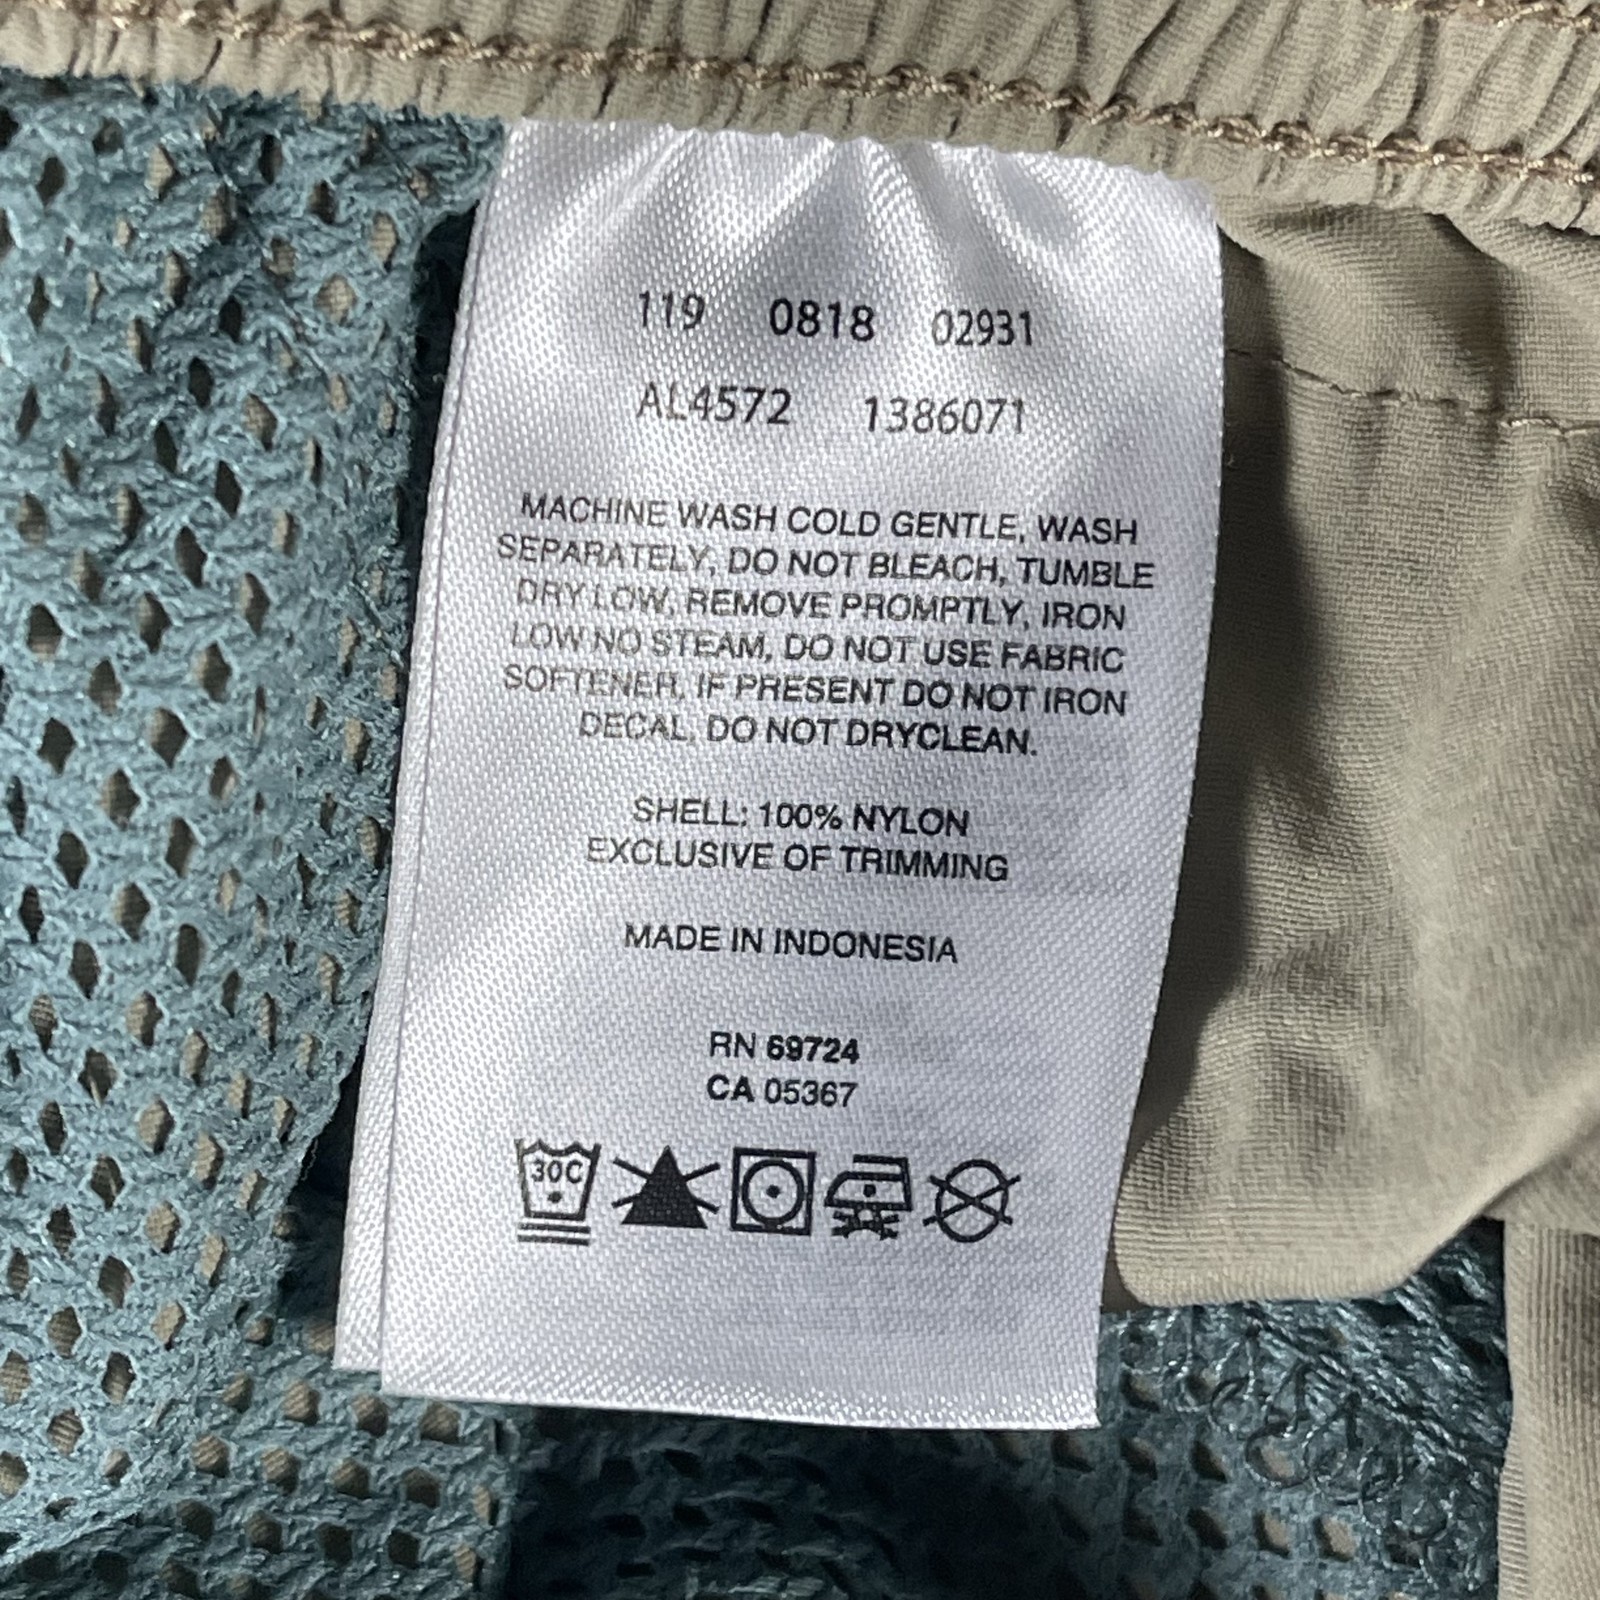 119 0818 02931
AL4572 1386071
MACHINE WASH COLD GENTLE, WASH
SEPARATELY, DO NOT BLEACH, TUMBLE
DRY LOW, REMOVE PROMPTLY, IRON
LOW NO STEAM, DO NOT USE FABRIC
SOFTENER, IF PRESENT DO NOT IRON
DECAL, DO NOT DRYCLEAN.
SHELL: 100% NYLON
EXCLUSIVE OF TRIMMING
MADE IN INDONESIA
RN 69724
CA 05367
30C